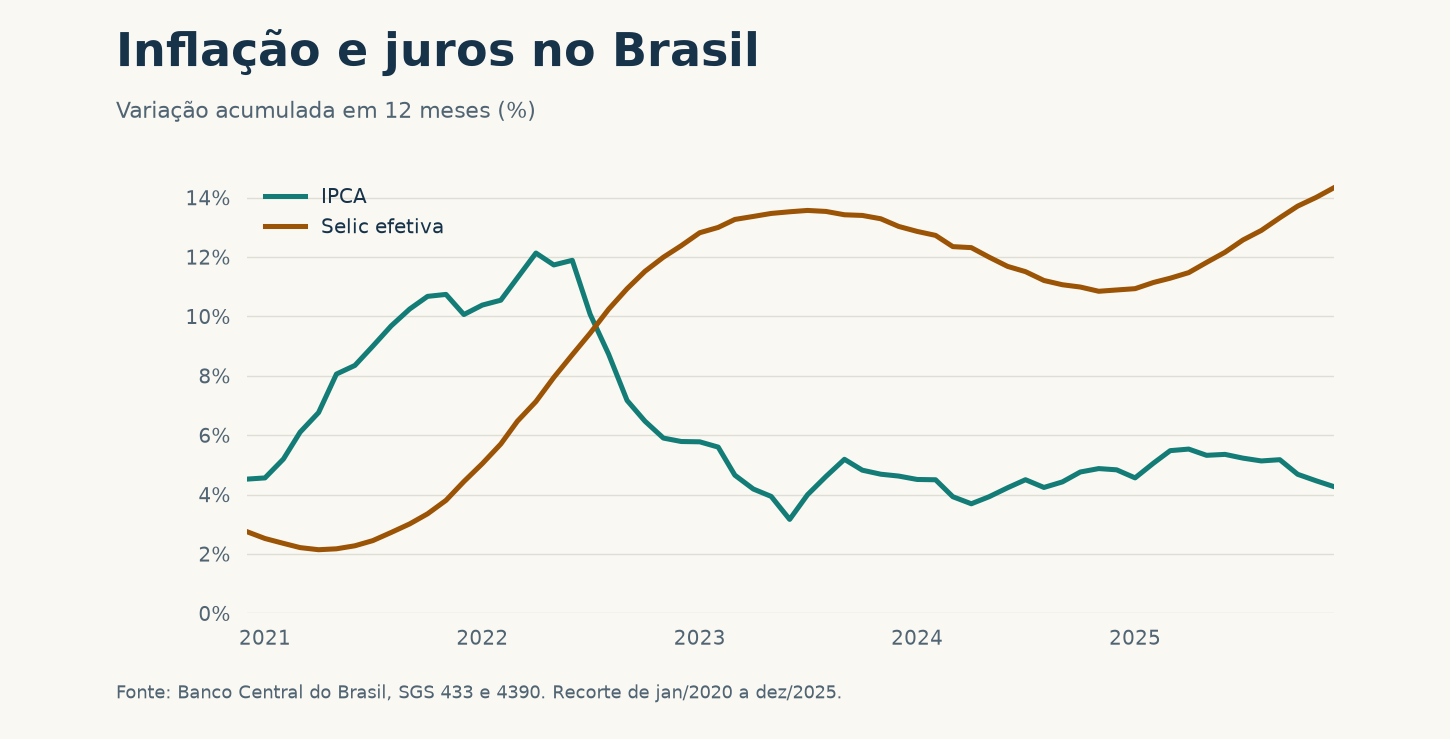 Inflação e juros no Brasil
Variação acumulada em 12 meses (%)
14%
IPCA
Selic efetiva
12%
10%
8%
6%
4%
2%
0%
2021 2022 2023 2024 2025
Fonte: Banco Central do Brasil, SGS 433 e 4390. Recorte de jan/2020 a dez/2025.